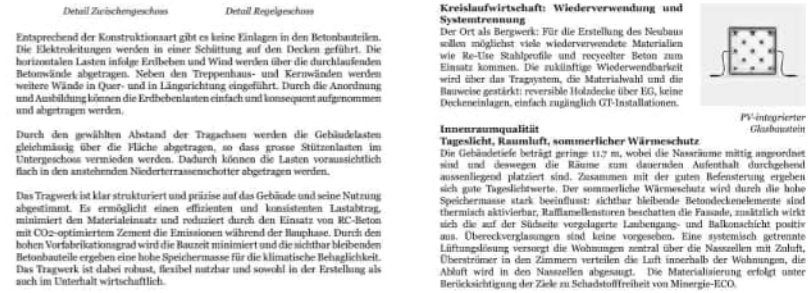 Detail Zwischengeschoss
Detail Regelgeschoss
Entsprechend der Konstruktionsart gibt es keine Einlagen in den Betonbauteilen.
Die Elektroleitungen werden in einer Schüttung auf den Decken geführt. Die
horizontalen Lasten infolge Erdbeben und Wind werden über die durchlaufenden
Betonwände abgetragen. Neben den Treppenhaus- und Kernwänden werden
weitere Wände in Quer- und in Längsrichtung eingeführt. Durch die Anordnung
und Ausbildung können die Erdbebenlasten einfach und konsequent aufgenommen
und abgetragen werden.
Durch den gewählten Abstand der Tragachsen werden die Gebäudelasten
gleichmässig über die Fläche abgetragen, so dass grosse Stützenlasten im
Untergeschoss vermieden werden. Dadurch können die Lasten voraussichtlich
flach in den anstehenden Niederterrassenschotter abgetragen werden.
Das Tragwerk ist klar strukturiert und präzise auf das Gebäude und seine Nutzung
abgestimmt. Es ermöglicht einen effizienten und konsistenten Lastabtrag,
minimiert den Materialeinsatz und reduziert durch den Einsatz von RC-Beton
mit CO2-optimiertem Zement die Emissionen während der Bauphase. Durch den
hohen Vorfabrikationsgrad wird die Bauzeit minimiert und die sichtbar bleibenden
Betonbauteile ergeben eine hohe Speichermasse für die klimatische Behaglichkeit.
Das Tragwerk ist dabei robust, flexibel nutzbar und sowohl in der Erstellung als
auch im Unterhalt wirtschaftlich.
Kreislaufwirtschaft: Wiederverwendung und
Systemtrennung
Der Ort als Bergwerk: Für die Erstellung des Neubaus
sollen möglichst viele wiederverwendete Materialien
wie Re-Use Stahlprofile und recycelter Beton zum
Einsatz kommen. Die zukünftige Wiederverwendbarkeit
wird über das Tragsystem, die Materialwahl und die
Bauweise gestärkt: reversible Holzdecke über EG, keine
Deckeneinlagen, einfach zugänglich GT-Installationen.
PV-integrierter
Glasbaustein
Innenraumqualität
Tageslicht, Raumluft, sommerlicher Wärmeschutz
Die Gebäudetiefe beträgt geringe 11.7 m, wobei die Nassräume mittig angeordnet
sind und deswegen die Räume zum dauernden Aufenthalt durchgehend
aussenliegend platziert sind. Zusammen mit der guten Befensterung ergeben
sich gute Tageslichtwerte. Der sommerliche Wärmeschutz wird durch die hohe
Speichermasse stark beeinflusst: sichtbar bleibende Betondeckenelemente sind
thermisch aktivierbar, Rafflamellenstoren beschatten die Fassade, zusätzlich wirkt
sich die auf der Südseite vorgelagerte Laubengang- und Balkonschicht positiv
aus. Übereckverglasungen sind keine vorgesehen. Eine systemisch getrennte
Lüftungslösung versorgt die Wohnungen zentral über die Nasszellen mit Zuluft,
Überströmer in den Zimmern verteilen die Luft innerhalb der Wohnungen, die
Abluft wird in den Nasszellen abgesaugt. Die Materialisierung erfolgt unter
Berücksichtigung der Ziele zu Schadstofffreiheit von Minergie-ECO.